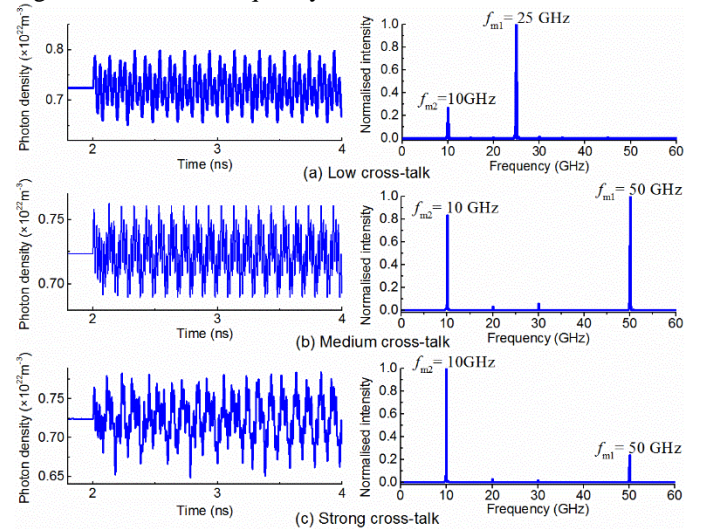 Photon density (×10²²m⁻³)
0.8
0.7
2
3
4
Time (ns)
Normalised intensity
1.0
0.8
0.6
0.4
0.2
0.0
fm1= 25 GHz
fm2=10GHz
0
10
20
30
40
50
60
Frequency (GHz)
(a) Low cross-talk
Photon density (×10²²m⁻³)
0.75
0.70
2
3
4
Time (ns)
Normalised intensity
1.0
0.8
0.6
0.4
0.2
0.0
fm2= 10 GHz
fm1= 50 GHz
0
10
20
30
40
50
60
Frequency (GHz)
(b) Medium cross-talk
Photon density (×10²²m⁻³)
0.75
0.70
0.65
2
3
4
Time (ns)
Normalised intensity
1.0
0.8
0.6
0.4
0.2
0.0
fm2= 10GHz
fm1= 50 GHz
0
10
20
30
40
50
60
Frequency (GHz)
(c) Strong cross-talk